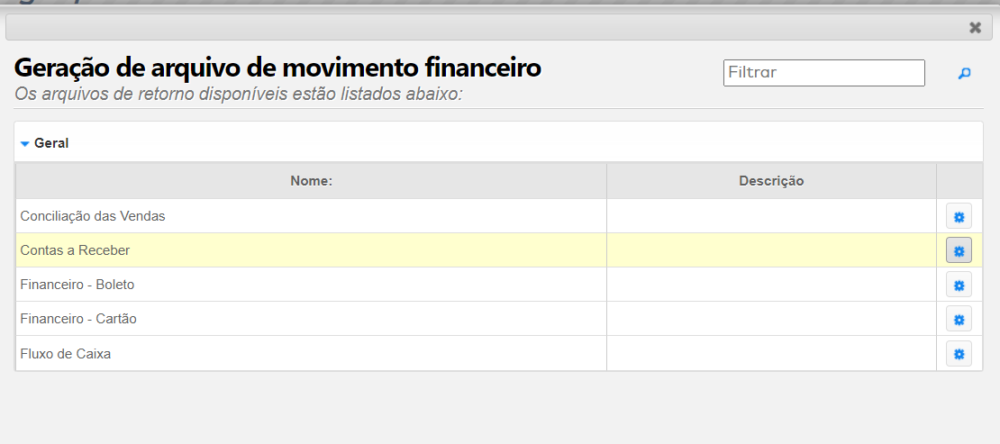 Geração de arquivo de movimento financeiro
Filtrar
Os arquivos de retorno disponíveis estão listados abaixo:
Geral
Nome: Descrição
Conciliação das Vendas
Contas a Receber
Financeiro - Boleto
Financeiro - Cartão
Fluxo de Caixa